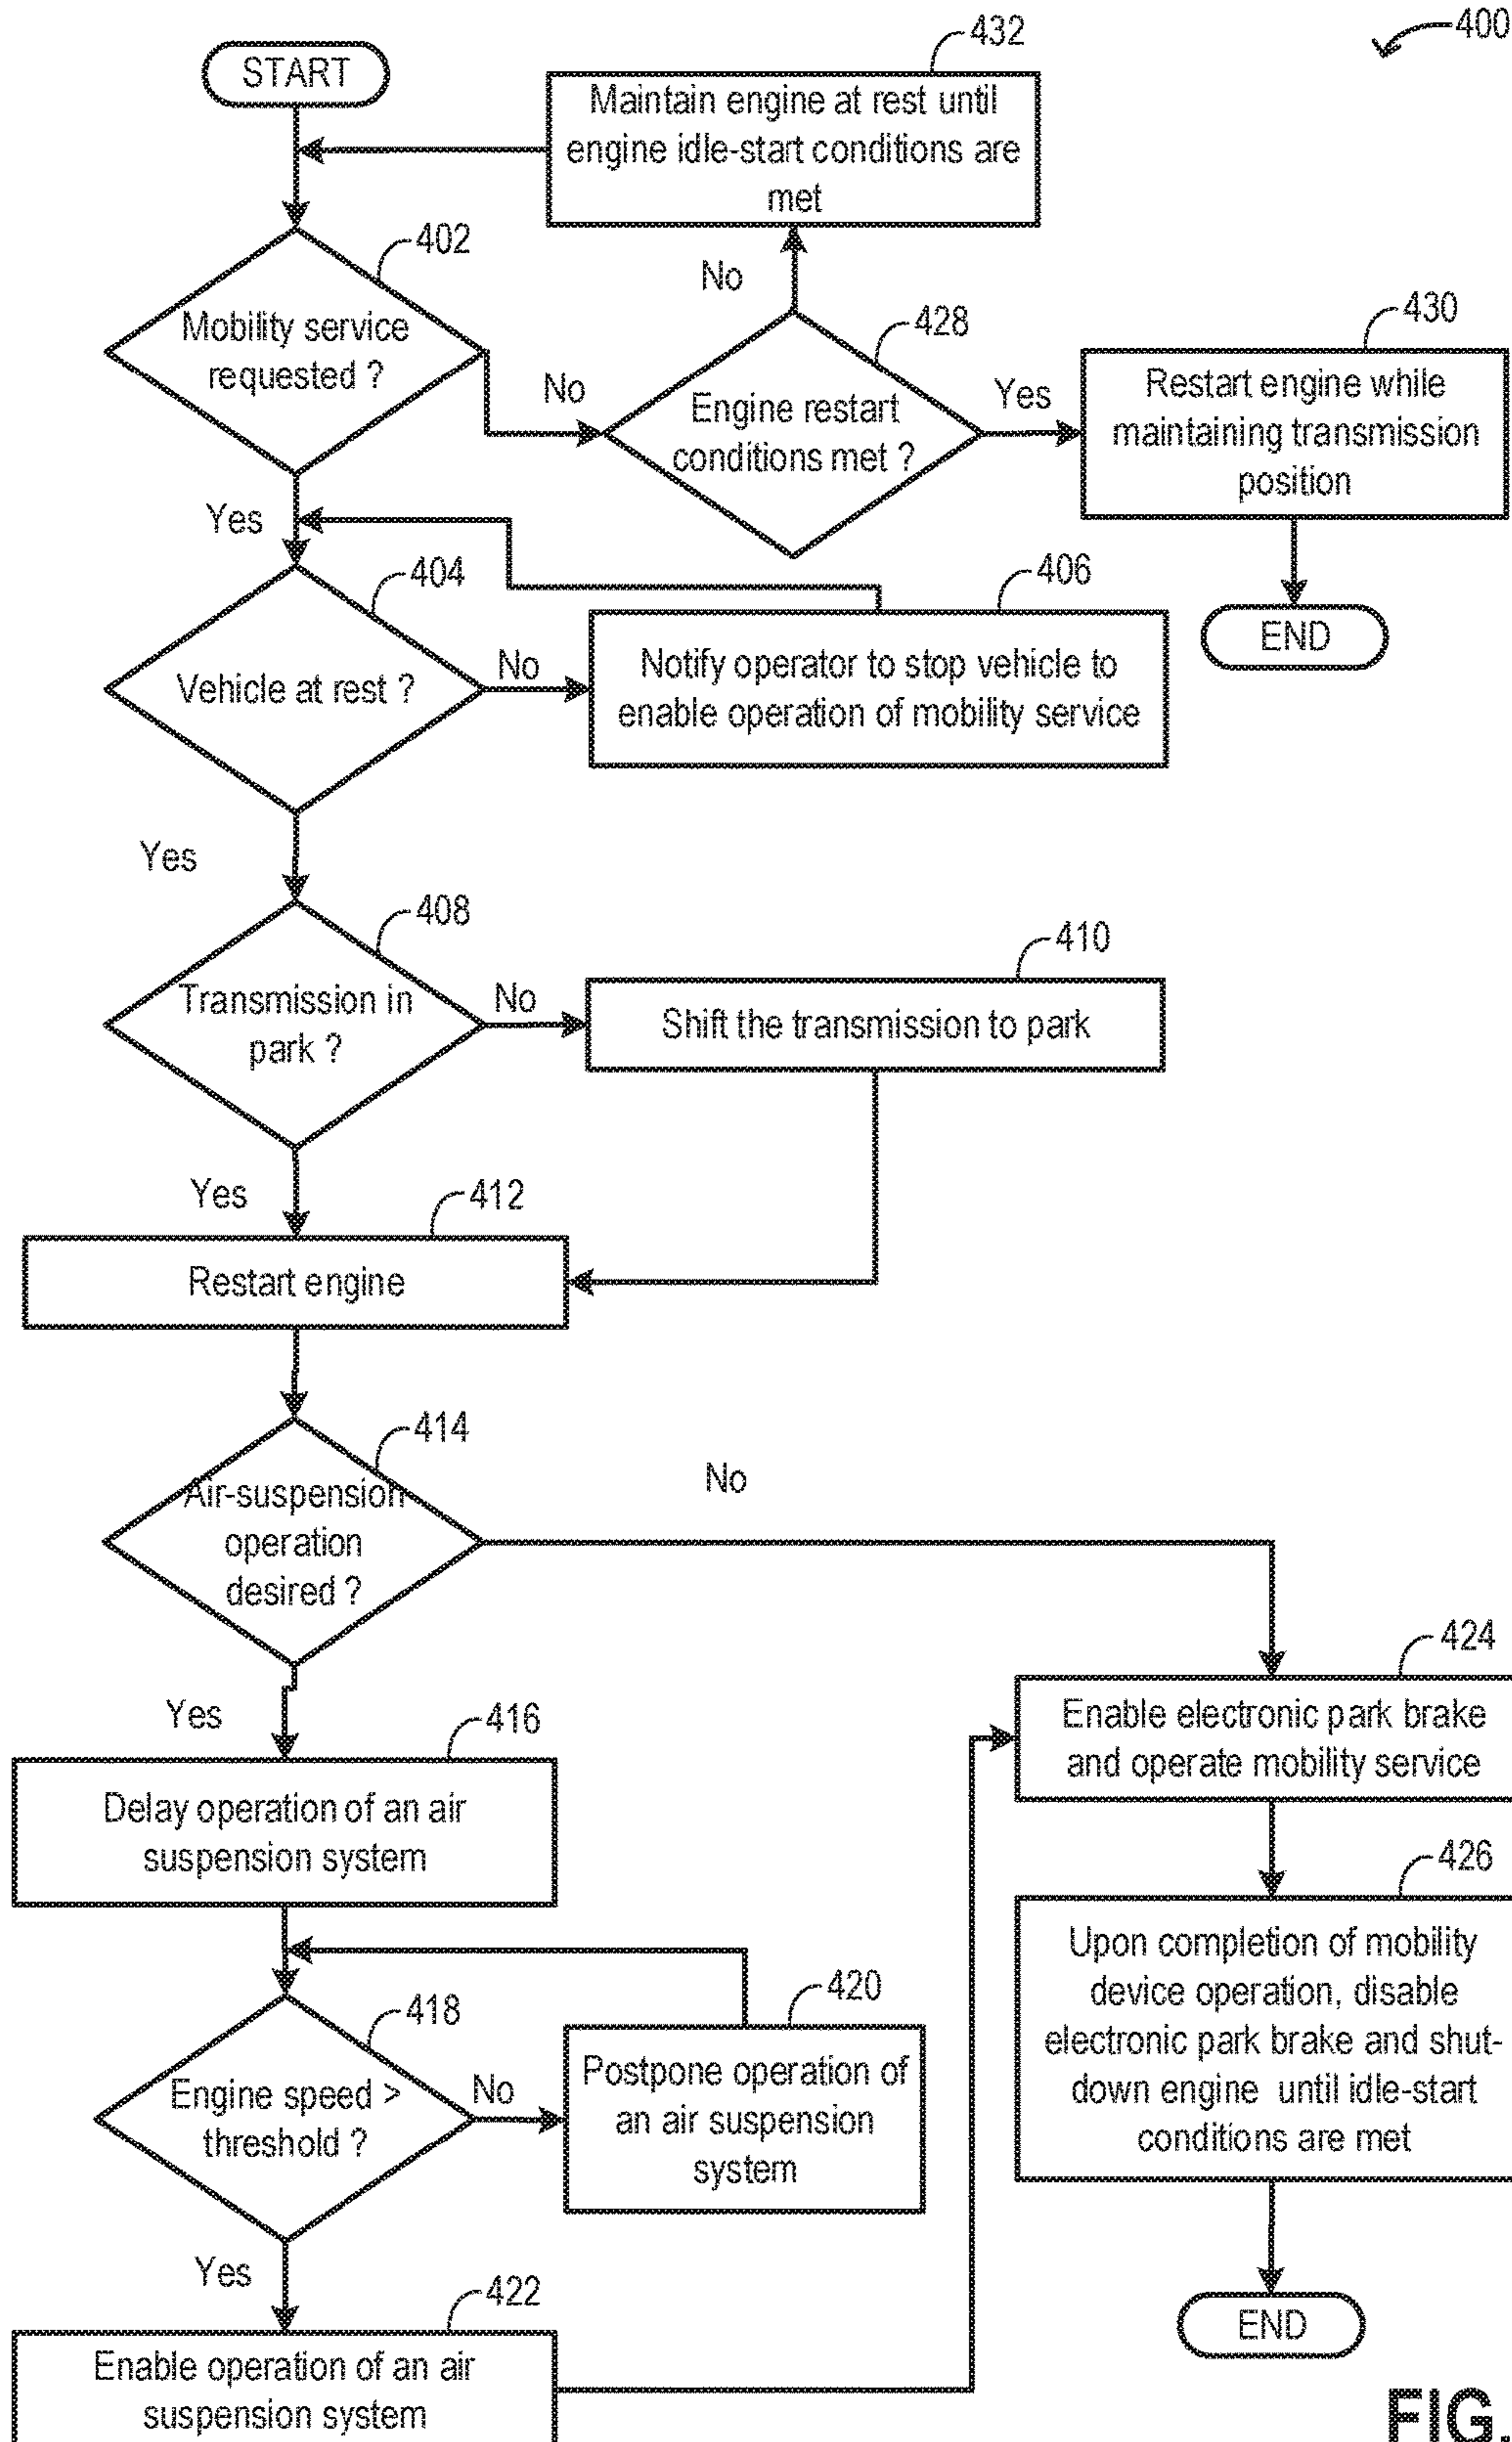 400
START
432
Maintain engine at rest until
engine idle-start conditions are
met
402
Mobility service
requested ?
No
428
Engine restart
conditions met ?
No
Yes
430
Restart engine while
maintaining transmission
position
END
Yes
404
Vehicle at rest ?
No
406
Notify operator to stop vehicle to
enable operation of mobility service
Yes
408
Transmission in
park ?
No
410
Shift the transmission to park
Yes
412
Restart engine
414
Air-suspension
operation
desired ?
No
Yes
416
Delay operation of an air
suspension system
418
Engine speed >
threshold ?
No
420
Postpone operation of
an air suspension
system
Yes
422
Enable operation of an air
suspension system
424
Enable electronic park brake
and operate mobility service
426
Upon completion of mobility
device operation, disable
electronic park brake and shut-
down engine until idle-start
conditions are met
END
FIG.